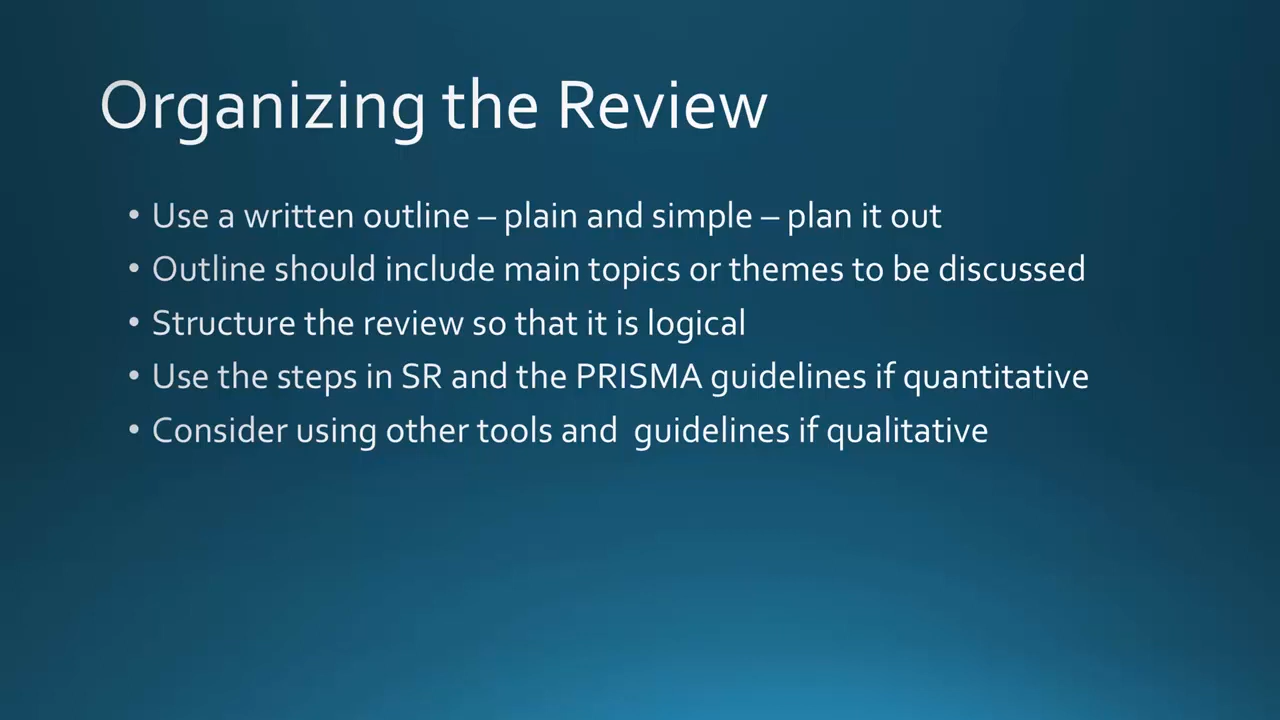 Organizing the Review
• Use a written outline – plain and simple – plan it out
• Outline should include main topics or themes to be discussed
• Structure the review so that it is logical
• Use the steps in SR and the PRISMA guidelines if quantitative
• Consider using other tools and  guidelines if qualitative